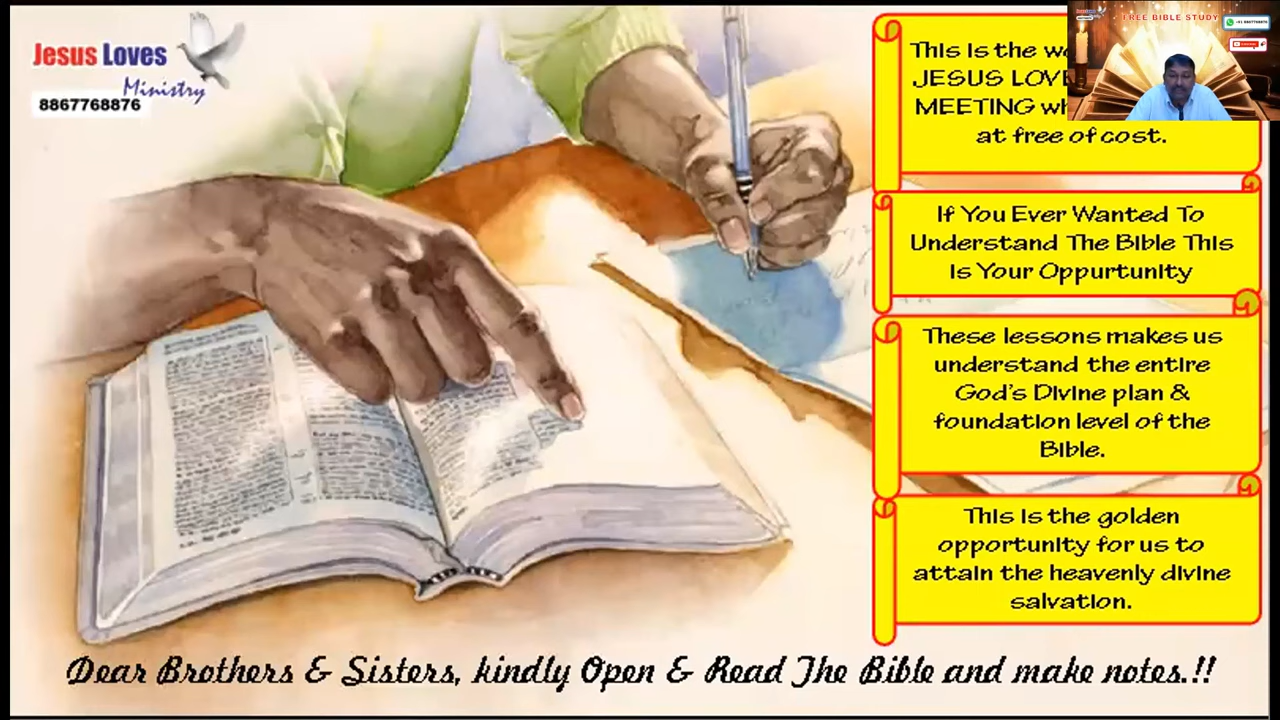 Jesus Loves
Ministry
8867768876
This is the
JESUS
MEETING
at free of cost.
If You Ever Wanted To
Understand The Bible This
is Your Oppurtunity
These lessons makes us
understand the entire
God's Divine plan &
foundation level of the
Bible.
This is the golden
opportunity for us to
attain the heavenly divine
salvation.
Dear Brothers & Sisters, kindly Open & Read The Bible and make notes.!!
FREE BIBLE STUDY